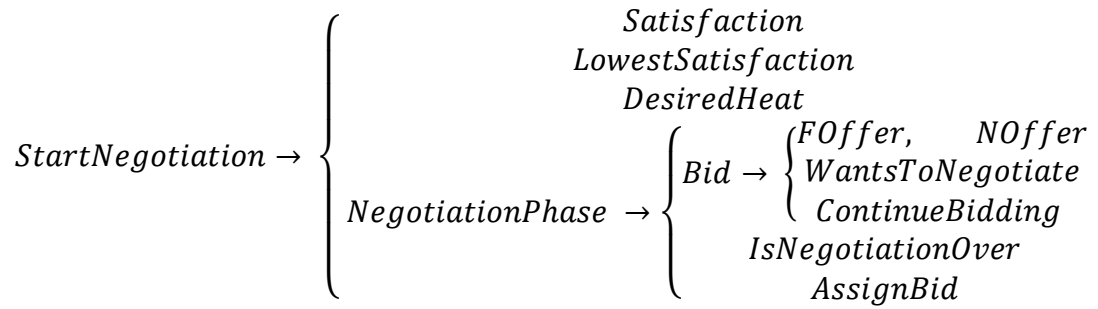 Satisfaction
LowestSatisfaction
DesiredHeat
StartNegotiation →
NegotiationPhase →
Bid →
FOffer, NOffer
WantsToNegotiate
ContinueBidding
IsNegotiationOver
AssignBid